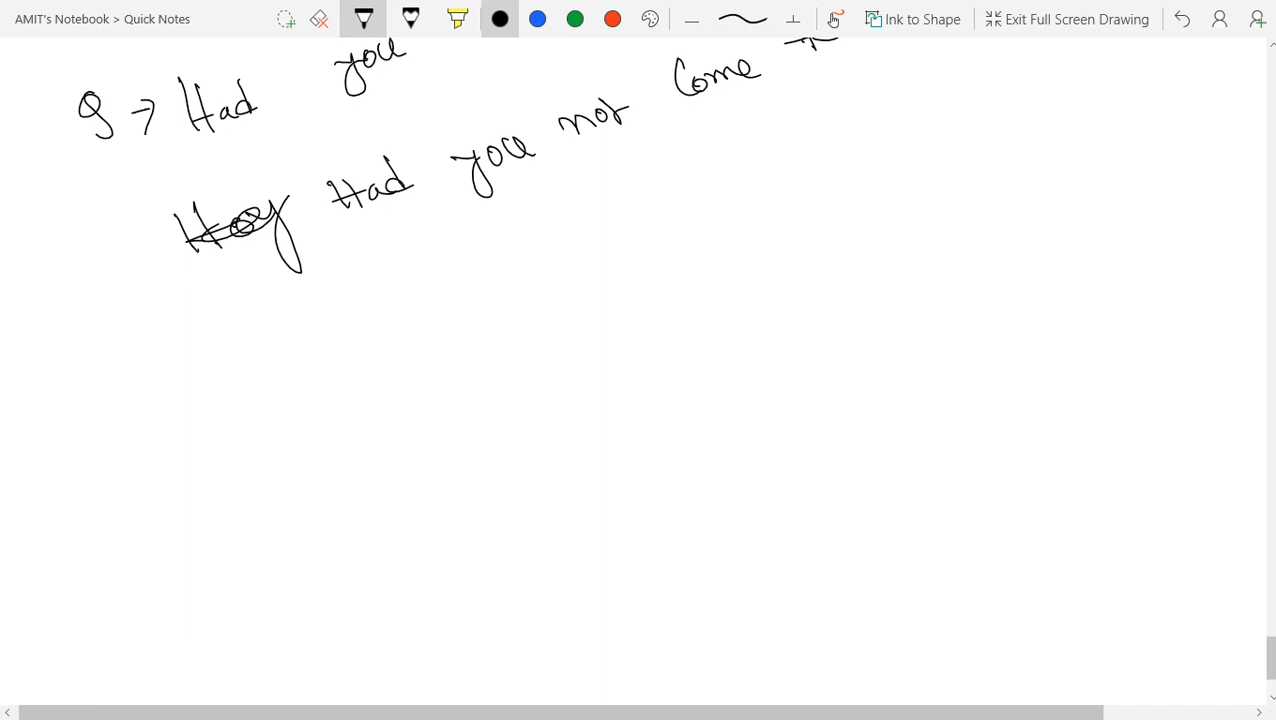 AMIT's Notebook > Quick Notes Ink to Shape Exit Full Screen Drawing
Q → Had you
Had you not Come